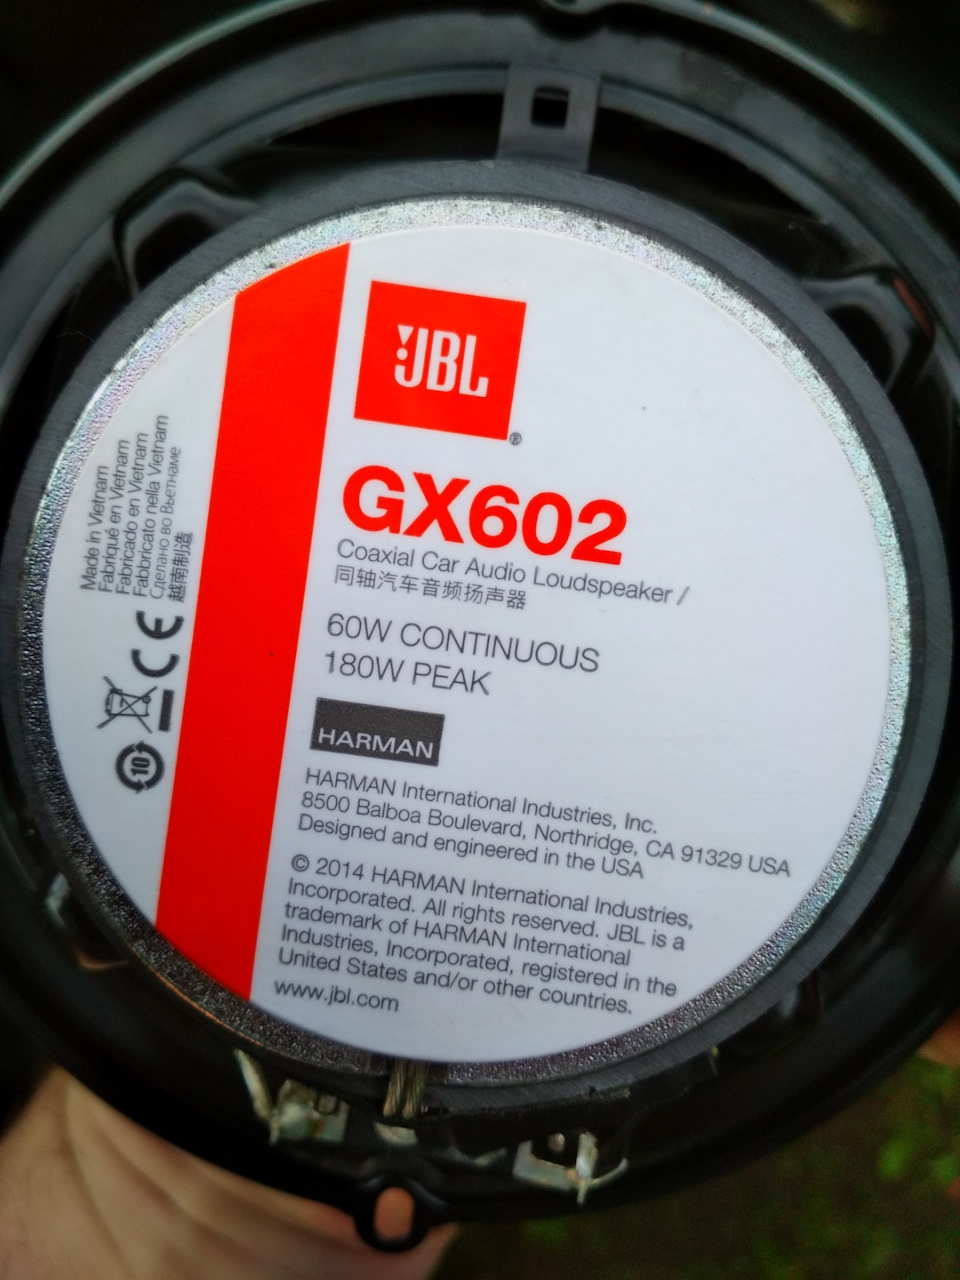 JBL
®
GX602
Coaxial Car Audio Loudspeaker /
同轴汽车音频扬声器
60W CONTINUOUS
180W PEAK
HARMAN
HARMAN International Industries, Inc.
8500 Balboa Boulevard, Northridge, CA 91329 USA
Designed and engineered in the USA
© 2014 HARMAN International Industries,
Incorporated. All rights reserved. JBL is a
trademark of HARMAN International
Industries, Incorporated, registered in the
United States and/or other countries.
www.jbl.com
Made in Vietnam
Fabriqué en Vietnam
Fabricado en Vietnam
Fabbricato nella Vietnam
Сделано во Вьетнаме
越南制造
CE
10